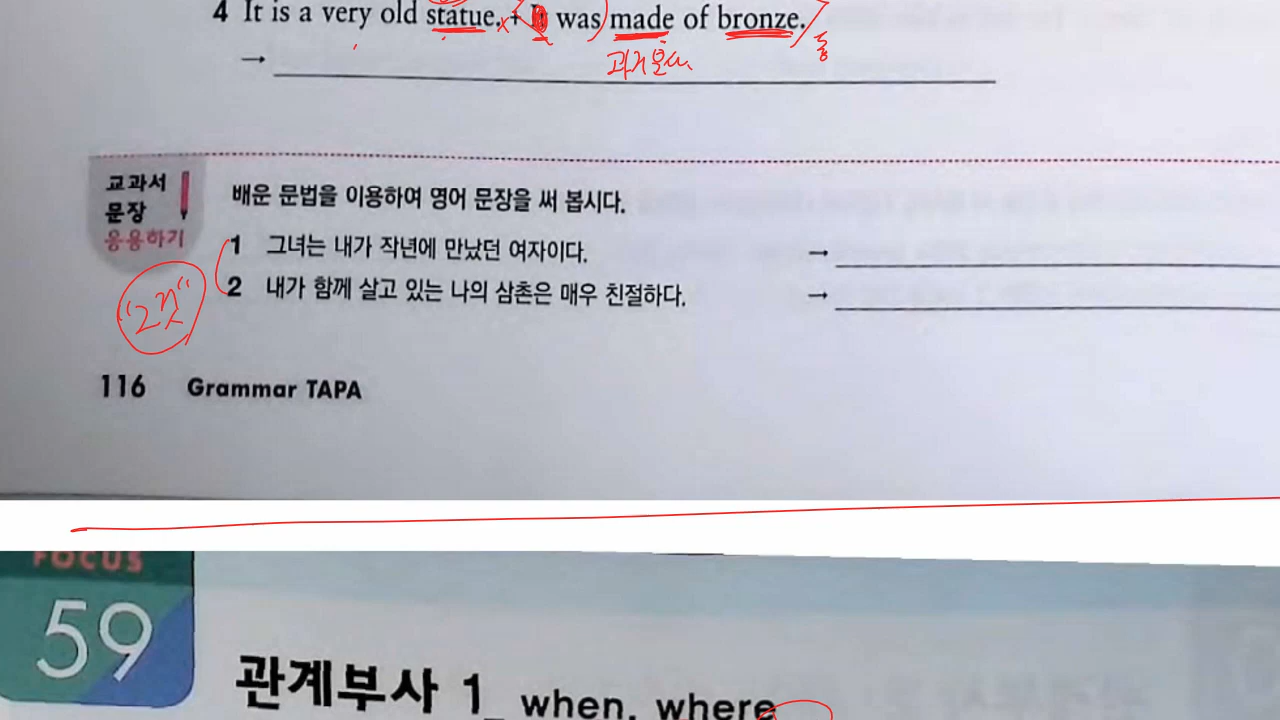 4 It is a very old statue. + It was made of bronze.
과거분사
→
교과서
문장
응용하기
배운 문법을 이용하여 영어 문장을 써 봅시다.
1 그녀는 내가 작년에 만났던 여자이다. →
2 내가 함께 살고 있는 나의 삼촌은 매우 친절하다. →
"2것"
116 Grammar TAPA
FOCUS
59
관계부사 1_ when, where